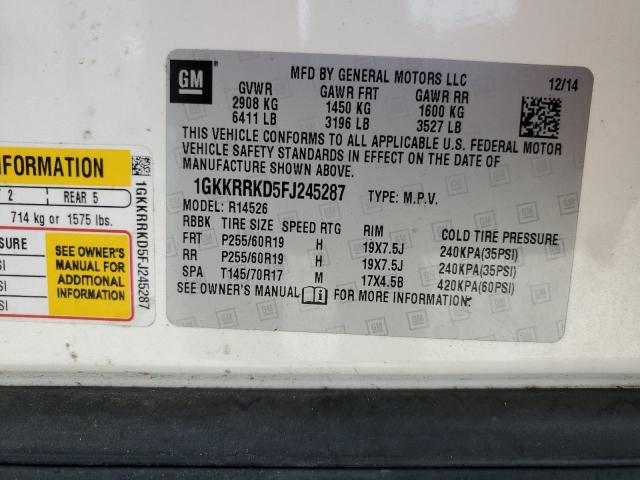 GM
MFD BY GENERAL MOTORS LLC 12/14
GVWR GAWR FRT GAWR RR
2908 KG 1450 KG 1600 KG
6411 LB 3196 LB 3527 LB
THIS VEHICLE CONFORMS TO ALL APPLICABLE U.S. FEDERAL MOTOR
VEHICLE SAFETY STANDARDS IN EFFECT ON THE DATE OF
MANUFACTURE SHOWN ABOVE.
1GKKRRKD5FJ245287 TYPE: M.P.V.
MODEL: R14526
RBBK TIRE SIZE SPEED RTG RIM COLD TIRE PRESSURE
FRT P255/60R19 H 19X7.5J 240KPA(35PSI)
RR P255/60R19 H 19X7.5J 240KPA(35PSI)
SPA T145/70R17 M 17X4.5B 420KPA(60PSI)
SEE OWNER'S MANUAL FOR MORE INFORMATION.
INFORMATION
2 REAR 5
714 kg or 1575 lbs.
SURE
SI
SI
SI
SEE OWNER'S
MANUAL FOR
ADDITIONAL
INFORMATION
1GKKRRKD5FJ245287